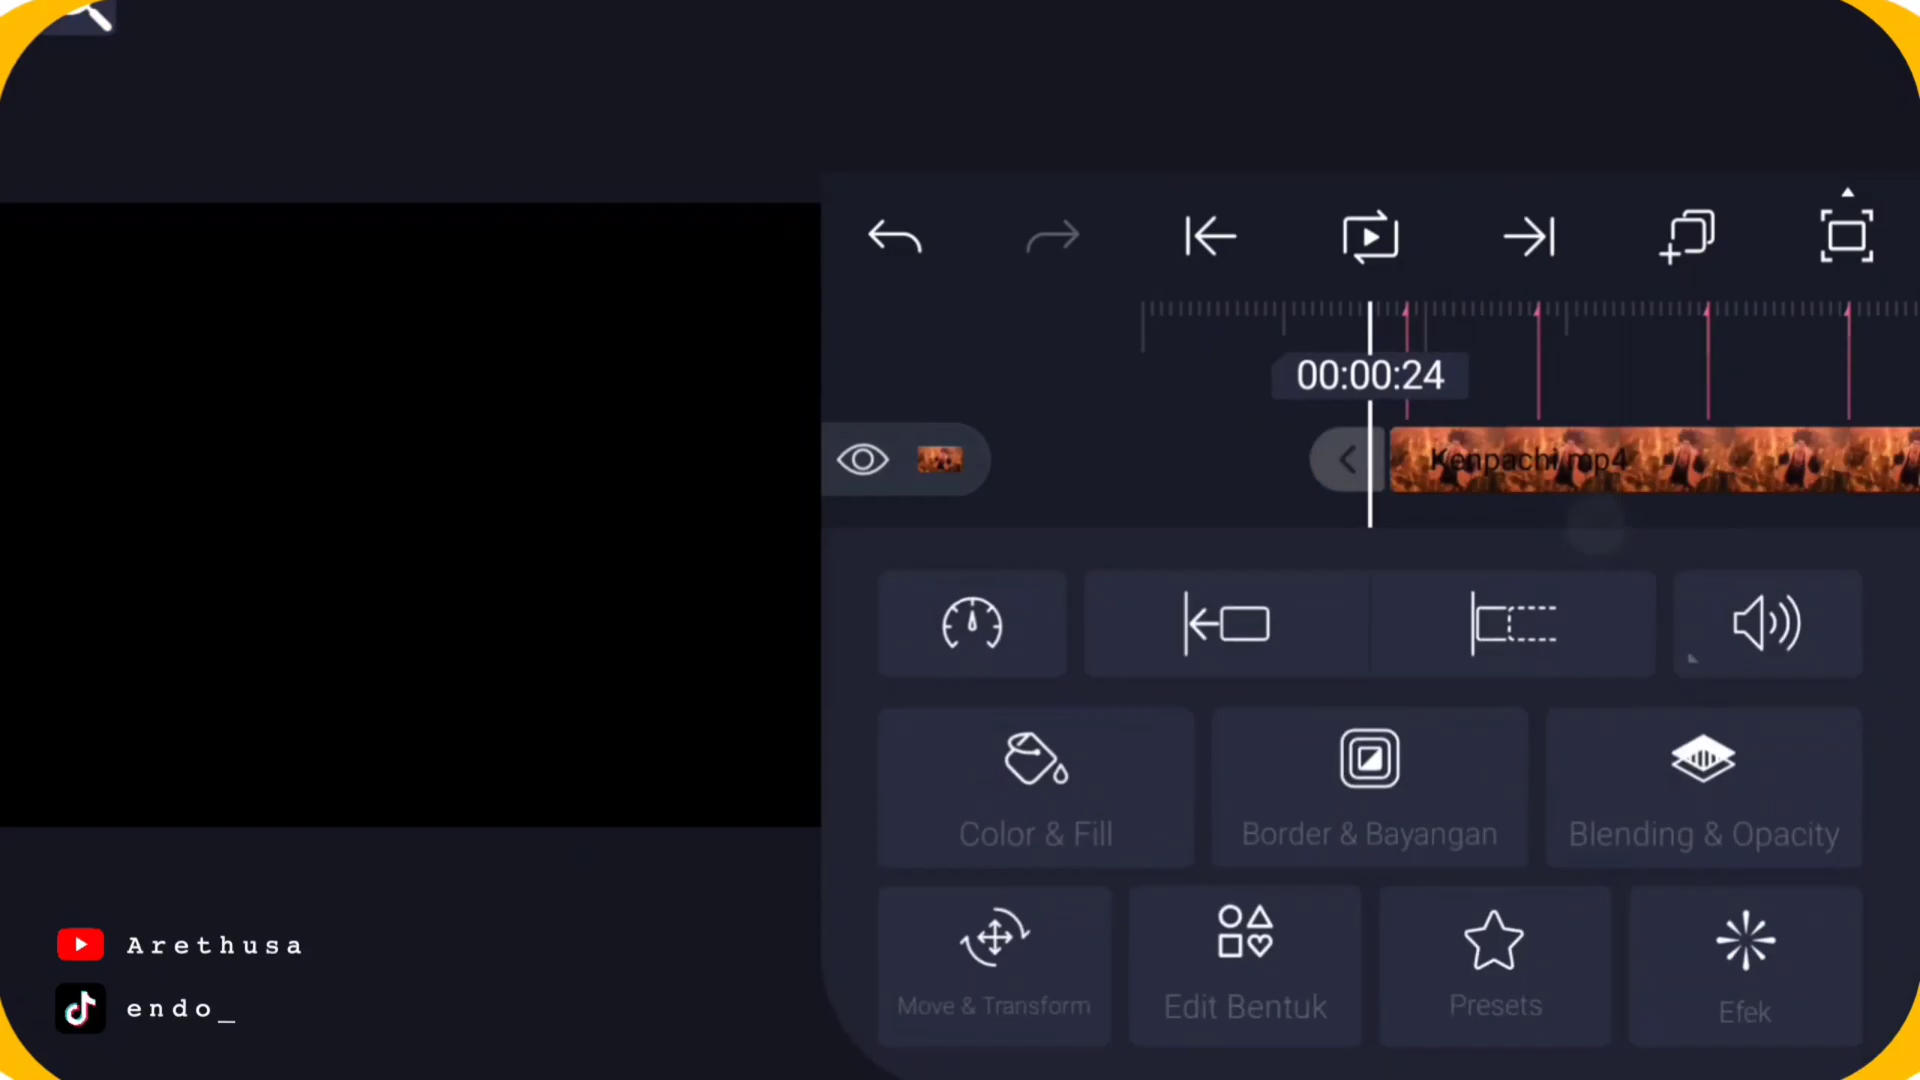 00:00:24
Kenpachi.mp4
Color & Fill
Border & Bayangan
Blending & Opacity
Move & Transform
Edit Bentuk
Presets
Efek
Arethusa
endo_